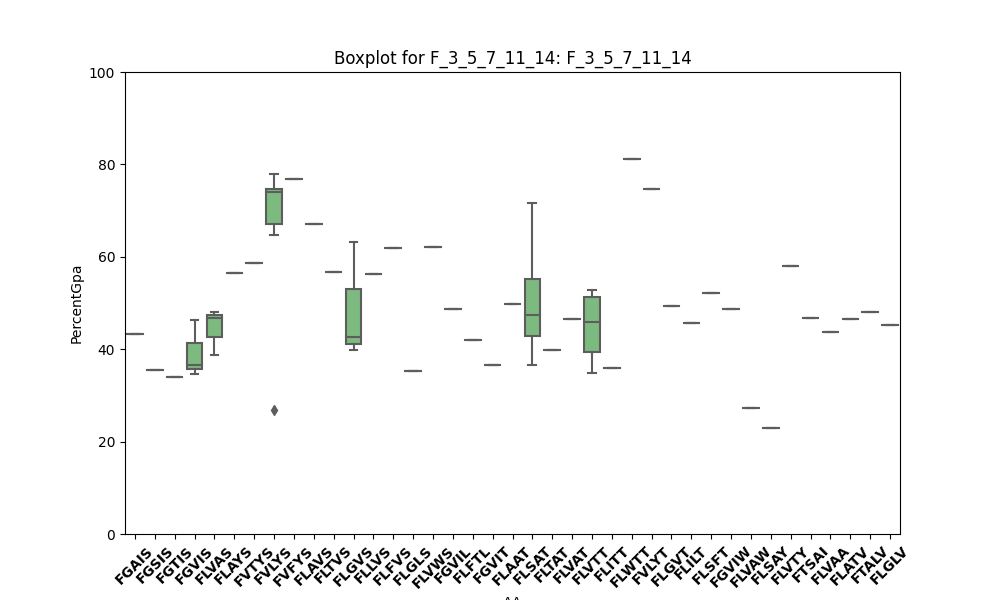 Boxplot for F_3_5_7_11_14: F_3_5_7_11_14
100
80
60
40
20
0
PercentGpa
FGAIS
FGSIS
FGTIS
FGVIS
FLVAS
FLAYS
FVTYS
FVLYS
FVFYS
FLAVS
FLTVS
FLGVS
FLLVS
FLFVS
FLGLS
FLVWS
FGVIL
FLFTL
FGVIT
FLAAT
FLSAT
FLTAT
FLVAT
FLVTT
FLITT
FLWTT
FVLYT
FLGVT
FLILT
FLSFT
FGVIW
FLVAW
FLSAY
FLVTY
FTSAI
FLVAA
FLATV
FTALV
FLGLV